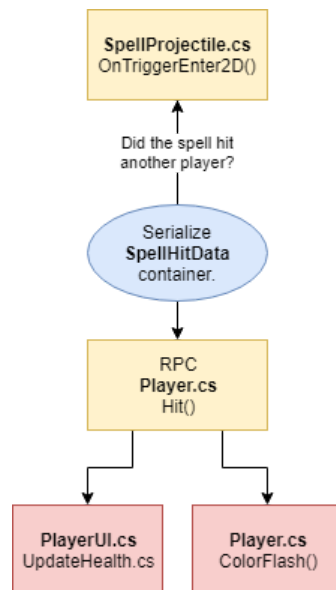 SpellProjectile.cs
OnTriggerEnter2D()
Did the spell hit
another player?
Serialize
SpellHitData
container.
RPC
Player.cs
Hit()
PlayerUI.cs
UpdateHealth.cs
Player.cs
ColorFlash()